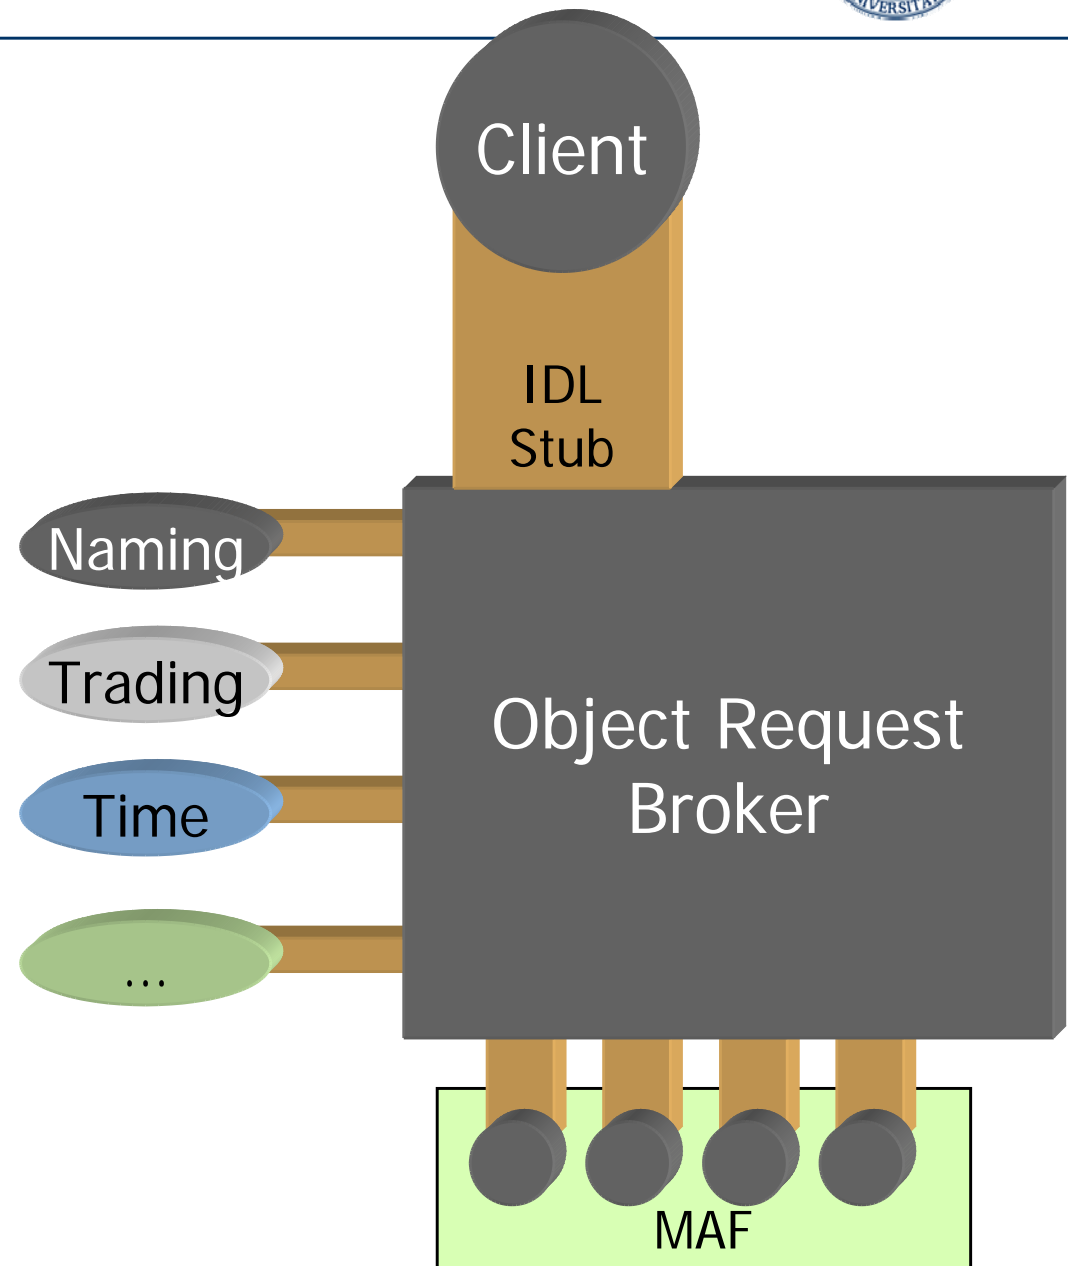 Client
IDL
Stub
Naming
Trading
Time
...
Object Request
Broker
MAF